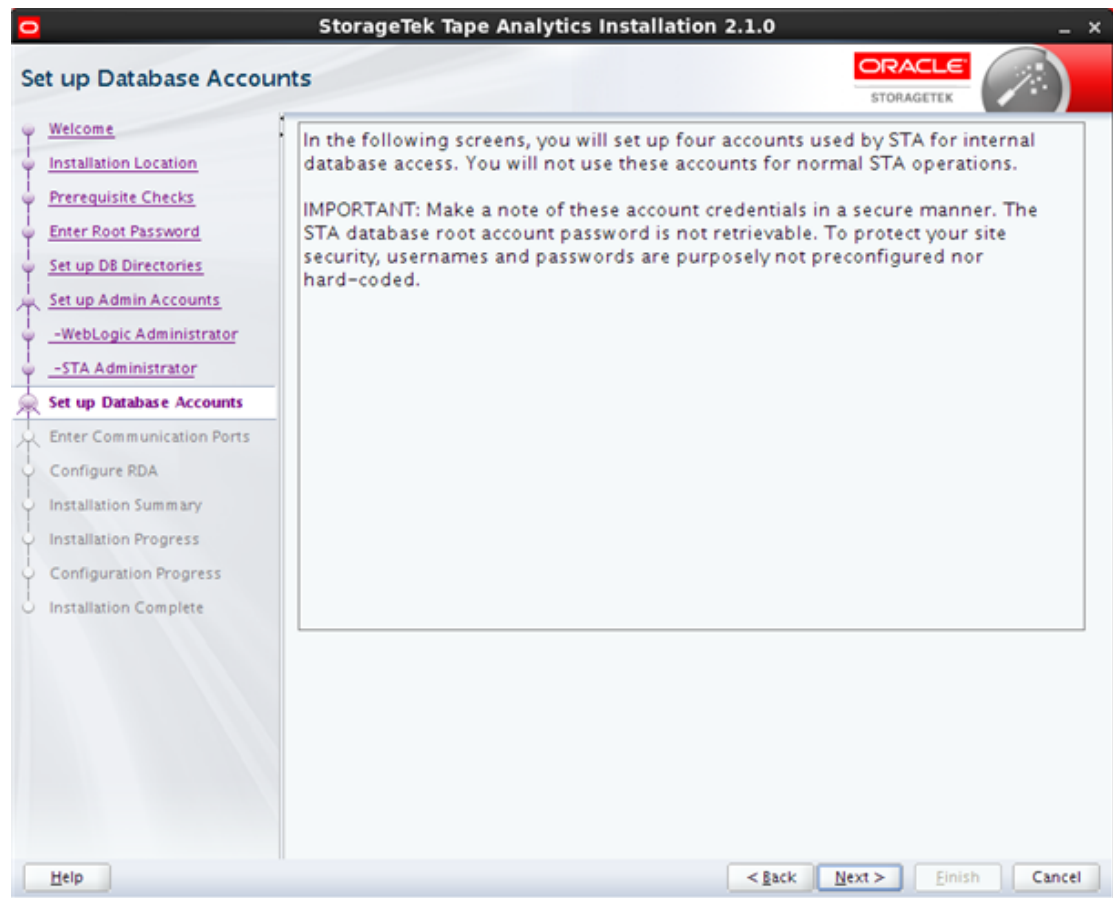 StorageTek Tape Analytics Installation 2.1.0
Set up Database Accounts
ORACLE
STORAGETEK
Welcome
Installation Location
Prerequisite Checks
Enter Root Password
Set up DB Directories
Set up Admin Accounts
-WebLogic Administrator
-STA Administrator
Set up Database Accounts
Enter Communication Ports
Configure RDA
Installation Summary
Installation Progress
Configuration Progress
Installation Complete
In the following screens, you will set up four accounts used by STA for internal
database access. You will not use these accounts for normal STA operations.
IMPORTANT: Make a note of these account credentials in a secure manner. The
STA database root account password is not retrievable. To protect your site
security, usernames and passwords are purposely not preconfigured nor
hard-coded.
Help
< Back
Next >
Finish
Cancel